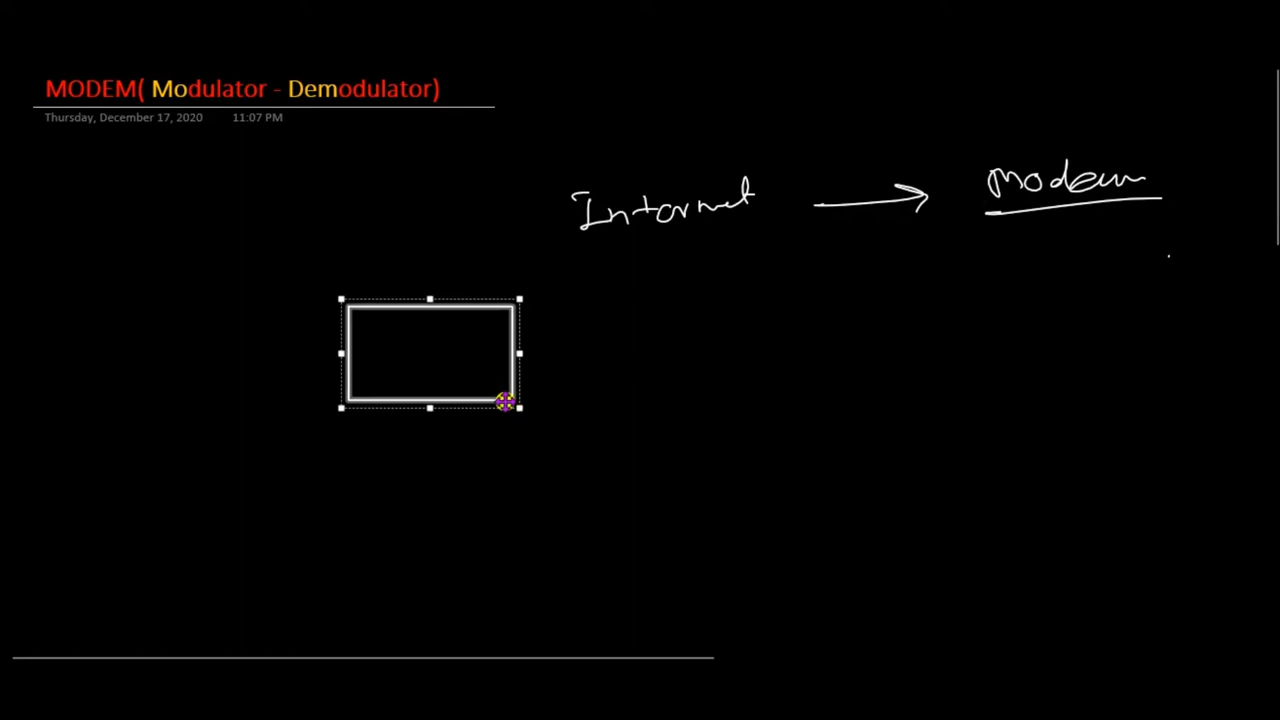 MODEM( Modulator - Demodulator)
Thursday, December 17, 2020 11:07 PM
Internet → Modem